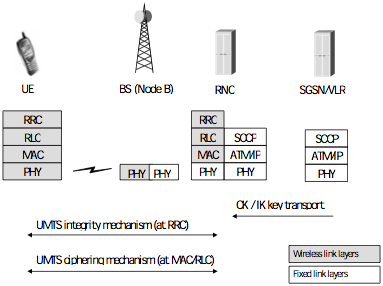 UE BS (Node B) RNC SGSN/VLR
RRC RRC
RLC RLC SCCP SCCP
MAC MAC ATM/IP ATM/IP
PHY PHY PHY PHY PHY PHY
CK / IK key transport
UMTS integrity mechanism (at RRC)
UMTS ciphering mechanism (at MAC/RLC)
Wireless link layers
Fixed link layers